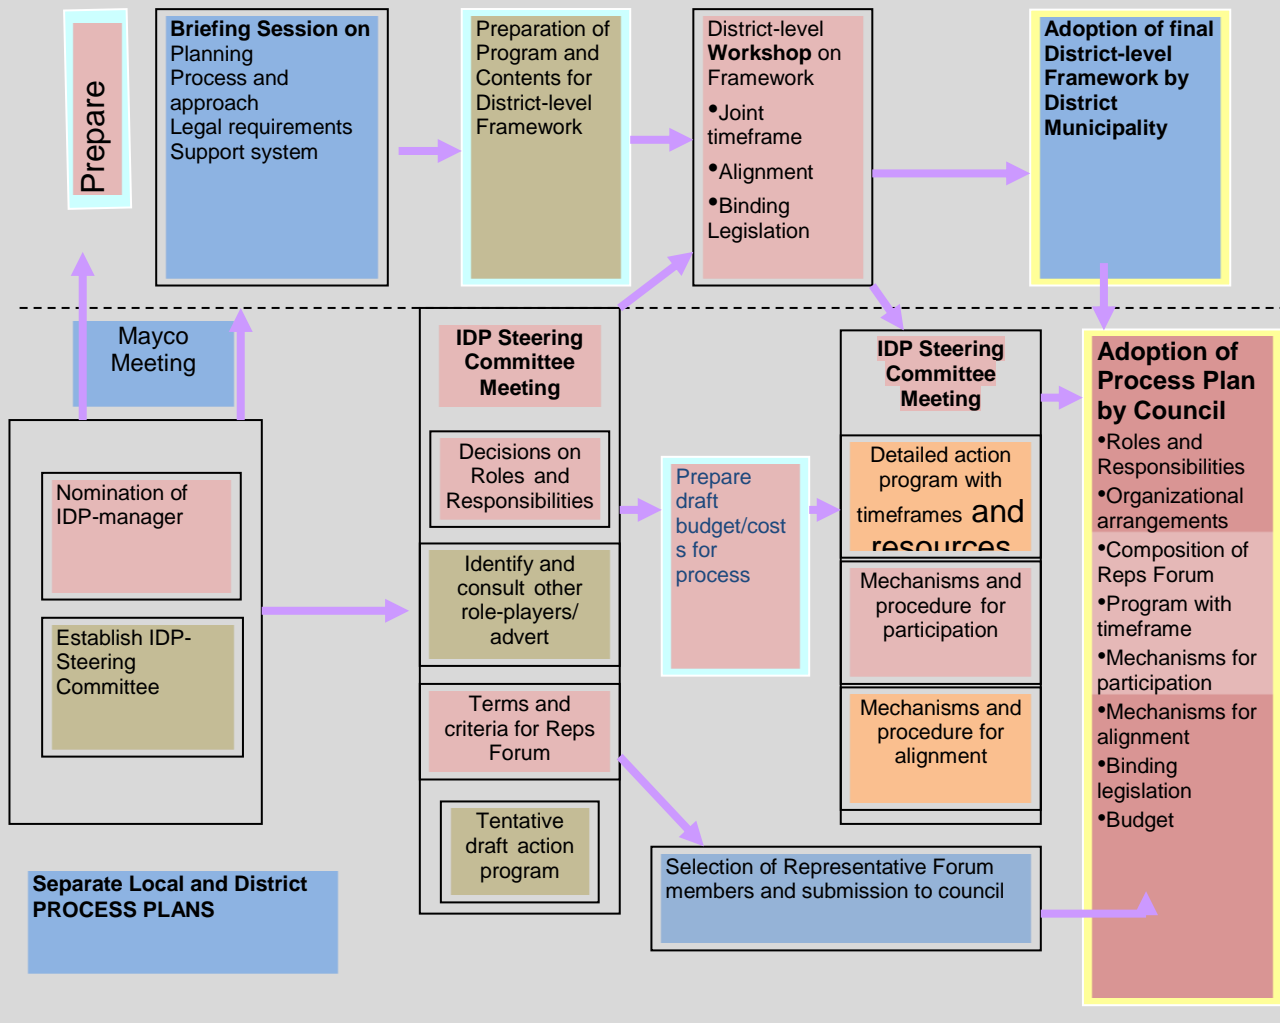 Prepare
Briefing Session on
Planning
Process and
approach
Legal requirements
Support system
Preparation of
Program and
Contents for
District-level
Framework
District-level
Workshop on
Framework
•Joint
timeframe
•Alignment
•Binding
Legislation
Adoption of final
District-level
Framework by
District
Municipality
Mayco
Meeting
Nomination of
IDP-manager
Establish IDP-
Steering
Committee
IDP Steering
Committee
Meeting
Decisions on
Roles and
Responsibilities
Identify and
consult other
role-players/
advert
Terms and
criteria for Reps
Forum
Tentative
draft action
program
Prepare
draft
budget/cost
s for
process
IDP Steering
Committee
Meeting
Detailed action
program with
timeframes and
resources
Mechanisms and
procedure for
participation
Mechanisms and
procedure for
alignment
Selection of Representative Forum
members and submission to council
Adoption of
Process Plan
by Council
•Roles and
Responsibilities
•Organizational
arrangements
•Composition of
Reps Forum
•Program with
timeframe
•Mechanisms for
participation
•Mechanisms for
alignment
•Binding
legislation
•Budget
Separate Local and District
PROCESS PLANS